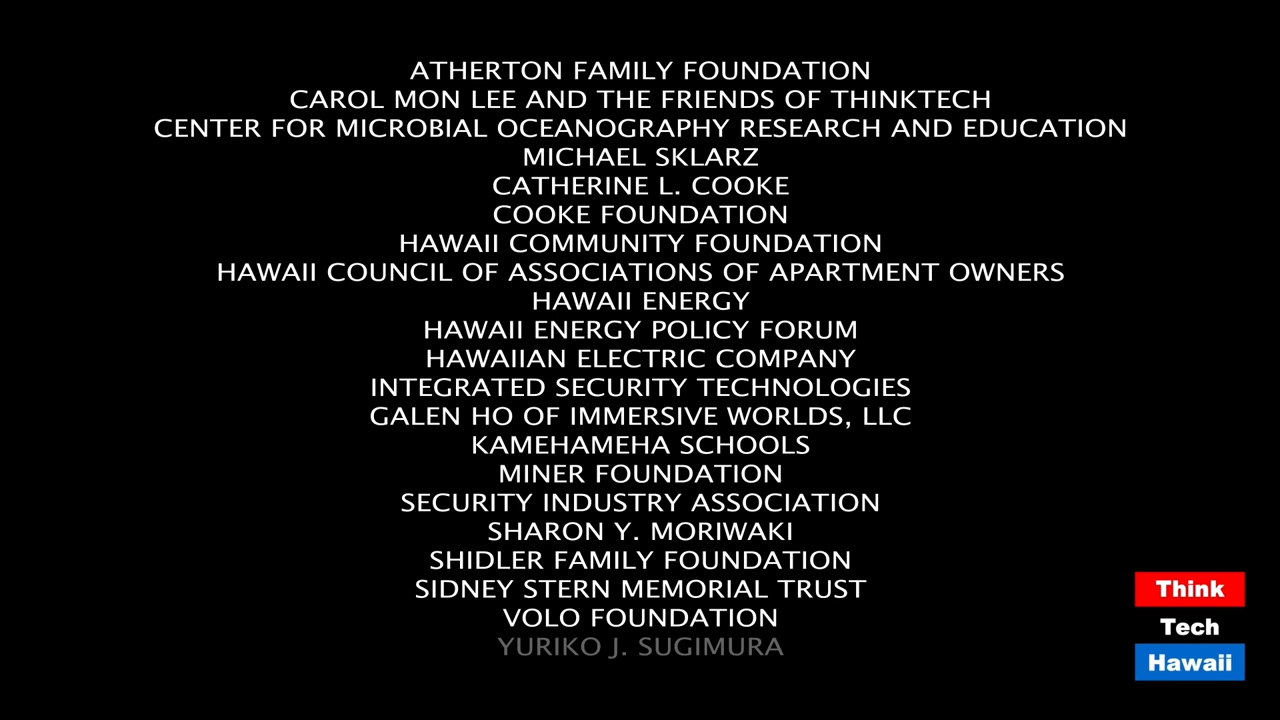 ATHERTON FAMILY FOUNDATION
CAROL MON LEE AND THE FRIENDS OF THINKTECH
CENTER FOR MICROBIAL OCEANOGRAPHY RESEARCH AND EDUCATION
MICHAEL SKLARZ
CATHERINE L. COOKE
COOKE FOUNDATION
HAWAII COMMUNITY FOUNDATION
HAWAII COUNCIL OF ASSOCIATIONS OF APARTMENT OWNERS
HAWAII ENERGY
HAWAII ENERGY POLICY FORUM
HAWAIIAN ELECTRIC COMPANY
INTEGRATED SECURITY TECHNOLOGIES
GALEN HO OF IMMERSIVE WORLDS, LLC
KAMEHAMEHA SCHOOLS
MINER FOUNDATION
SECURITY INDUSTRY ASSOCIATION
SHARON Y. MORIWAKI
SHIDLER FAMILY FOUNDATION
SIDNEY STERN MEMORIAL TRUST
VOLO FOUNDATION
YURIKO J. SUGIMURA
Think
Tech
Hawaii